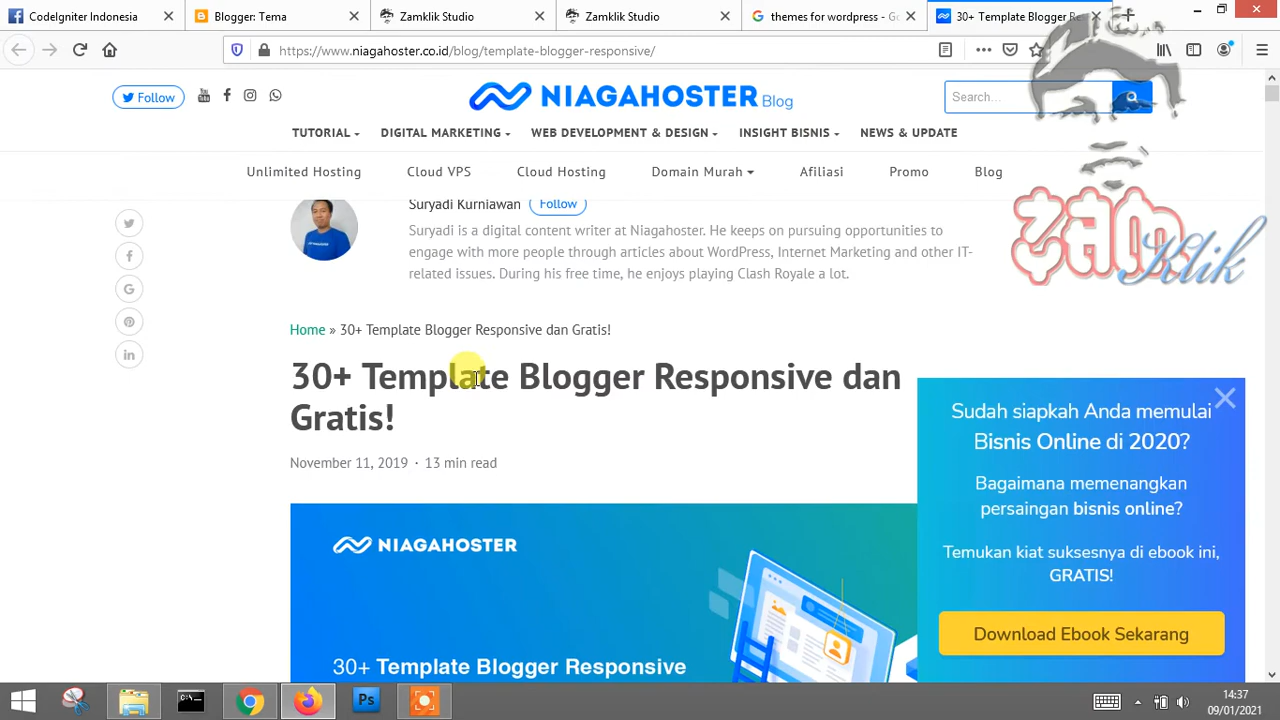 CodeIgniter Indonesia
Blogger: Tema
Zamklik Studio
Zamklik Studio
themes for wordpress - Go
30+ Template Blogger Re
https://www.niagahoster.co.id/blog/template-blogger-responsive/
Follow
NIAGAHOSTER Blog
Search...
TUTORIAL
DIGITAL MARKETING
WEB DEVELOPMENT & DESIGN
INSIGHT BISNIS
NEWS & UPDATE
Unlimited Hosting
Cloud VPS
Cloud Hosting
Domain Murah
Afiliasi
Promo
Blog
Suryadi Kurniawan
Follow
Suryadi is a digital content writer at Niagahoster. He keeps on pursuing opportunities to
engage with more people through articles about WordPress, Internet Marketing and other IT-
related issues. During his free time, he enjoys playing Clash Royale a lot.
ZAM
Klik
Home » 30+ Template Blogger Responsive dan Gratis!
30+ Template Blogger Responsive dan
Gratis!
November 11, 2019 · 13 min read
NIAGAHOSTER
30+ Template Blogger Responsive
Sudah siapkah Anda memulai
Bisnis Online di 2020?
Bagaimana memenangkan
persaingan bisnis online?
Temukan kiat suksesnya di ebook ini,
GRATIS!
Download Ebook Sekarang
Ps
14:37
09/01/2021